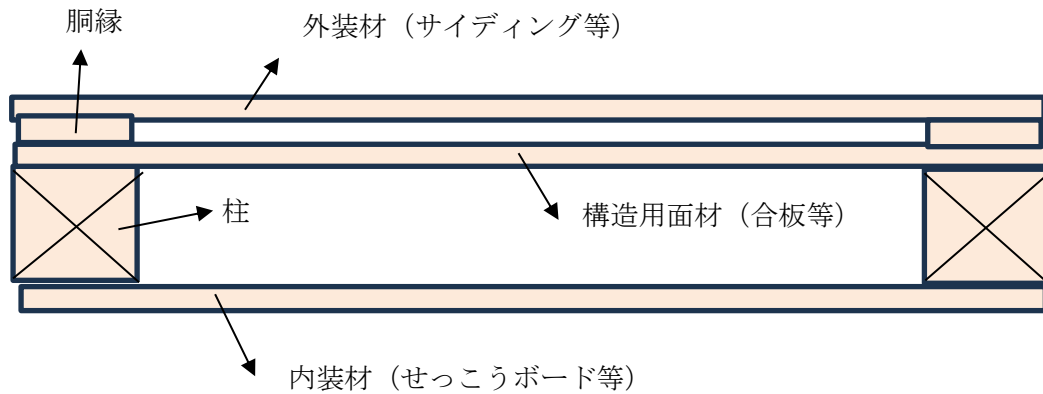 胴縁
外装材（サイディング等）
柱
構造用面材（合板等）
内装材（せっこうボード等）